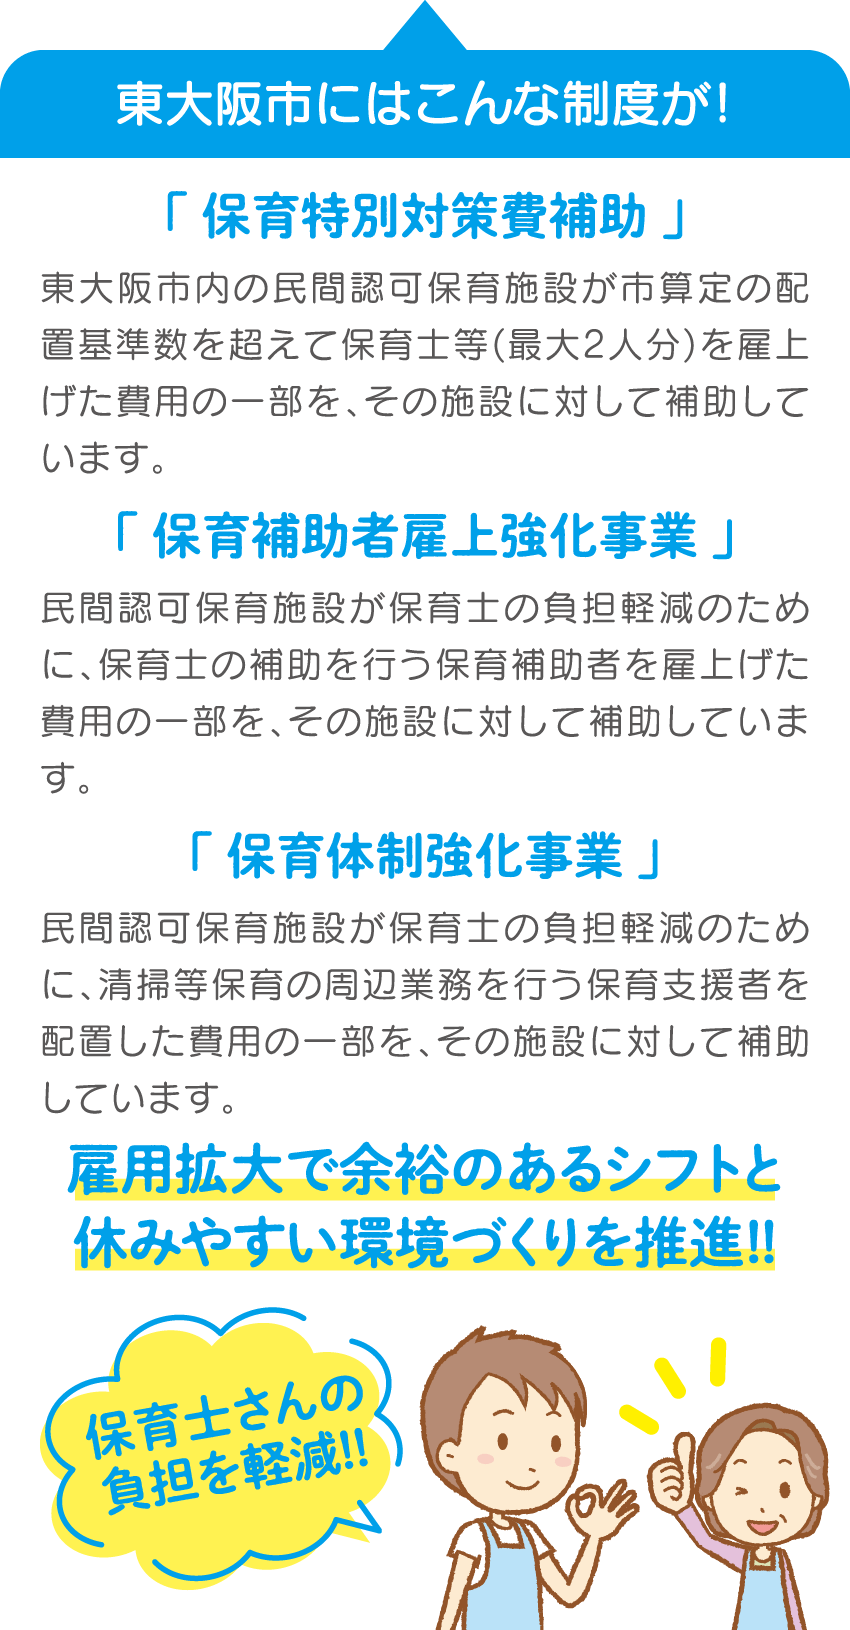 東大阪市にはこんな制度が!
「 保育特別対策費補助 」
東大阪市内の民間認可保育施設が市算定の配
置基準数を超えて保育士等(最大2人分)を雇上
げた費用の一部を、その施設に対して補助して
います。
「 保育補助者雇上強化事業 」
民間認可保育施設が保育士の負担軽減のため
に、保育士の補助を行う保育補助者を雇上げた
費用の一部を、その施設に対して補助していま
す。
「 保育体制強化事業 」
民間認可保育施設が保育士の負担軽減のため
に、清掃等保育の周辺業務を行う保育支援者を
配置した費用の一部を、その施設に対して補助
しています。
雇用拡大で余裕のあるシフトと
休みやすい環境づくりを推進!!
保育士さんの
負担を軽減!!